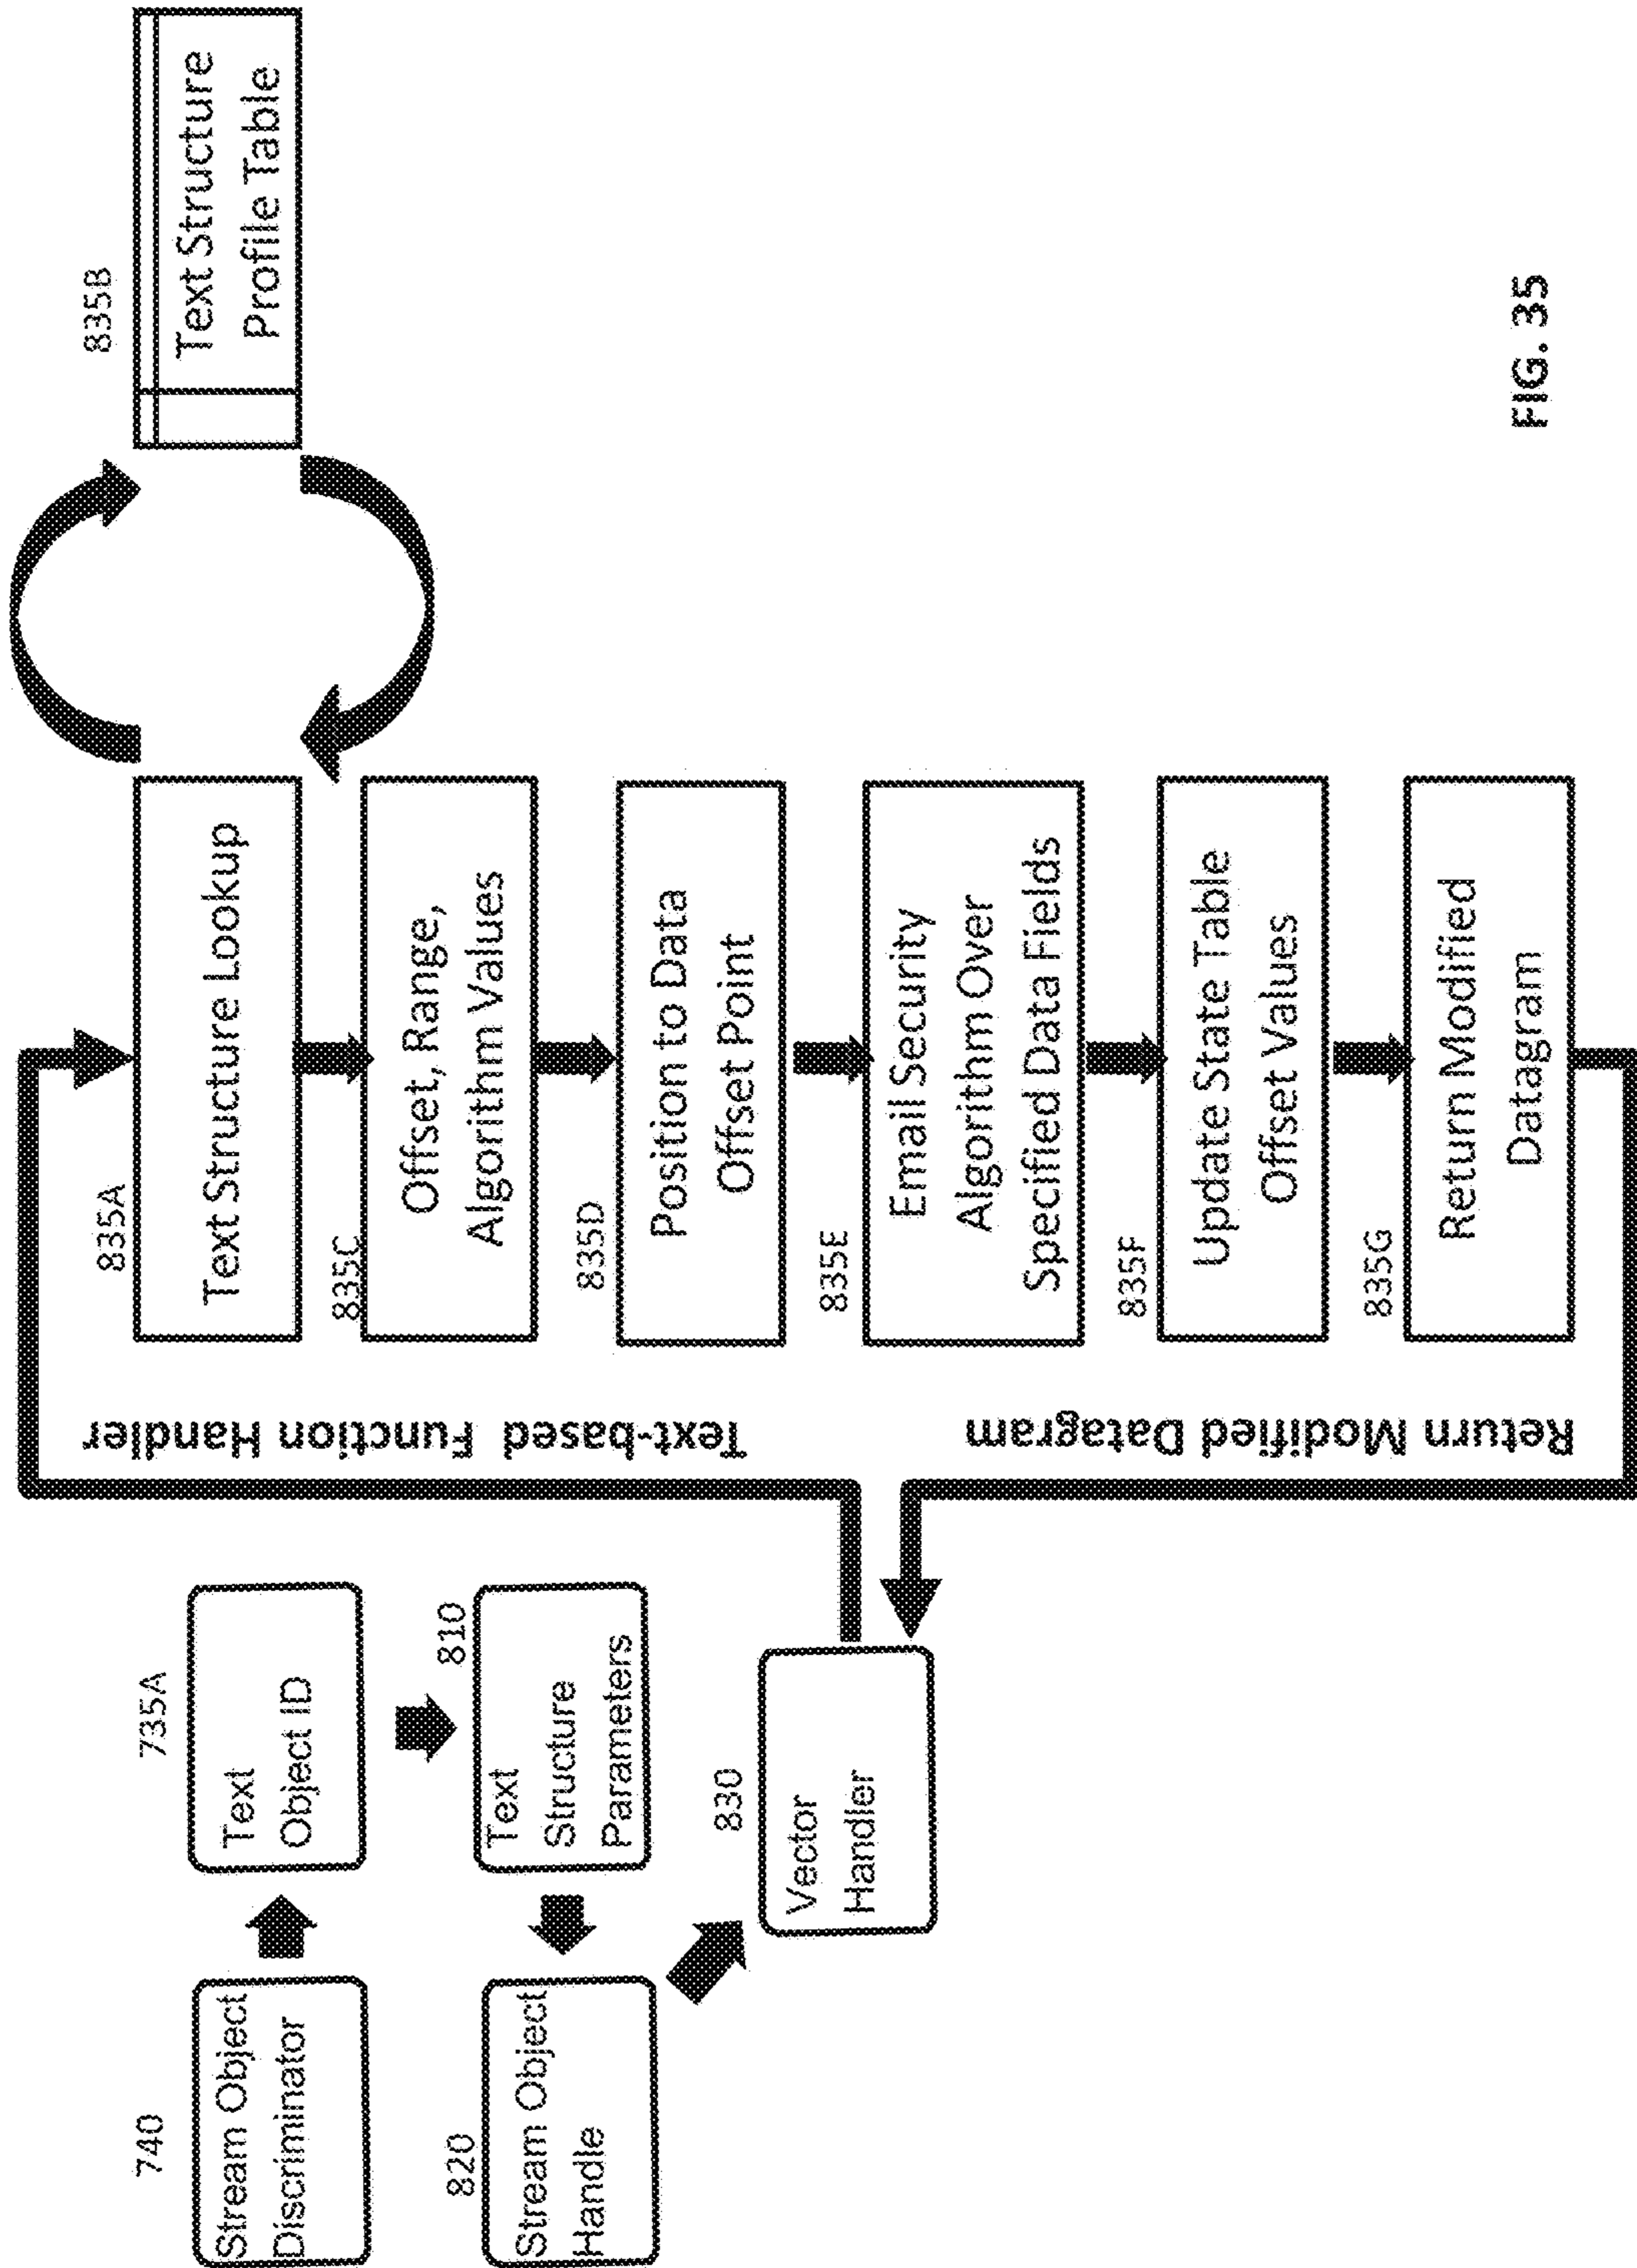 740
Stream Object
Discriminator
735A
Text
Object ID
820
Stream Object
Handle
810
Text
Structure
Parameters
830
Vector
Handler
Text-based Function Handler
Return Modified Datagram
835A
Text Structure Lookup
835B
Text Structure
Profile Table
835C
Offset, Range,
Algorithm Values
835D
Position to Data
Offset Point
835E
Email Security
Algorithm Over
Specified Data Fields
835F
Update State Table
Offset Values
835G
Return Modified
Datagram
FIG. 35